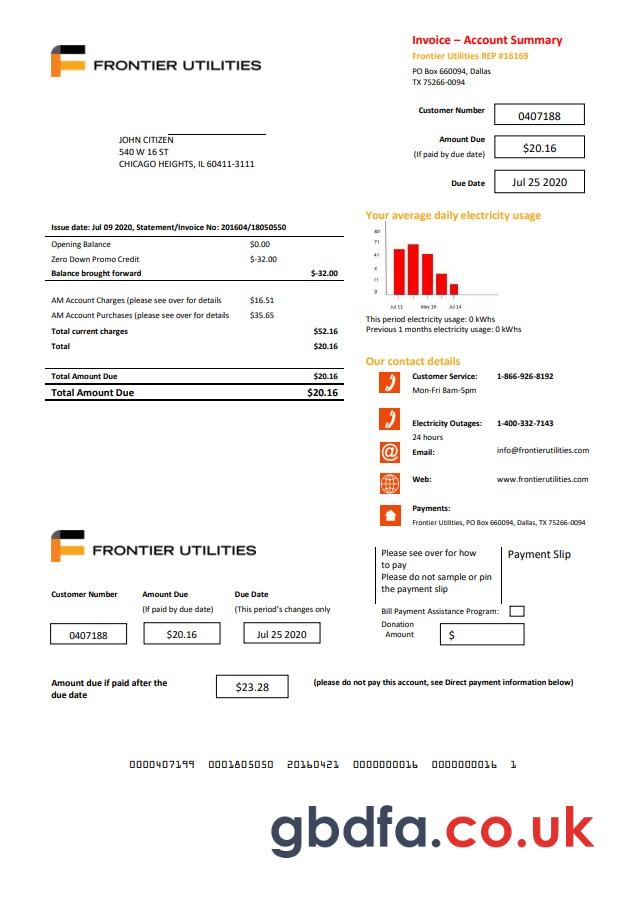 FRONTIER UTILITIES
Invoice – Account Summary
Frontier Utilities REP #16169
PO Box 660094, Dallas
TX 75266-0094
Customer Number
0407188
Amount Due
(If paid by due date)
$20.16
Due Date
Jul 25 2020
JOHN CITIZEN
540 W 16 ST
CHICAGO HEIGHTS, IL 60411-3111
Issue date: Jul 09 2020, Statement/Invoice No: 201604/18050550
Opening Balance $0.00
Zero Down Promo Credit $-32.00
Balance brought forward $-32.00
AM Account Charges (please see over for details $16.51
AM Account Purchases (please see over for details $35.65
Total current charges $52.16
Total $20.16
Total Amount Due $20.16
Total Amount Due $20.16
Your average daily electricity usage
80
71
41
x
11
0
Jul 11 May 18 Jul 14
This period electricity usage: 0 kWhs
Previous 1 months electricity usage: 0 kWhs
Our contact details
Customer Service: 1-866-926-8192
Mon-Fri 8am-5pm
Electricity Outages: 1-400-332-7143
24 hours
Email: info@frontierutilities.com
Web: www.frontierutilities.com
Payments:
Frontier Utilities, PO Box 660094, Dallas, TX 75266-0094
FRONTIER UTILITIES
Please see over for how
to pay
Please do not sample or pin
the payment slip
Payment Slip
Bill Payment Assistance Program:
Donation
Amount
$
Customer Number Amount Due Due Date
(If paid by due date) (This period's changes only
0407188 $20.16 Jul 25 2020
Amount due if paid after the
due date
$23.28
(please do not pay this account, see Direct payment information below)
0000407199 0001805050 20160421 0000000016 0000000016 1
gbdfa.co.uk